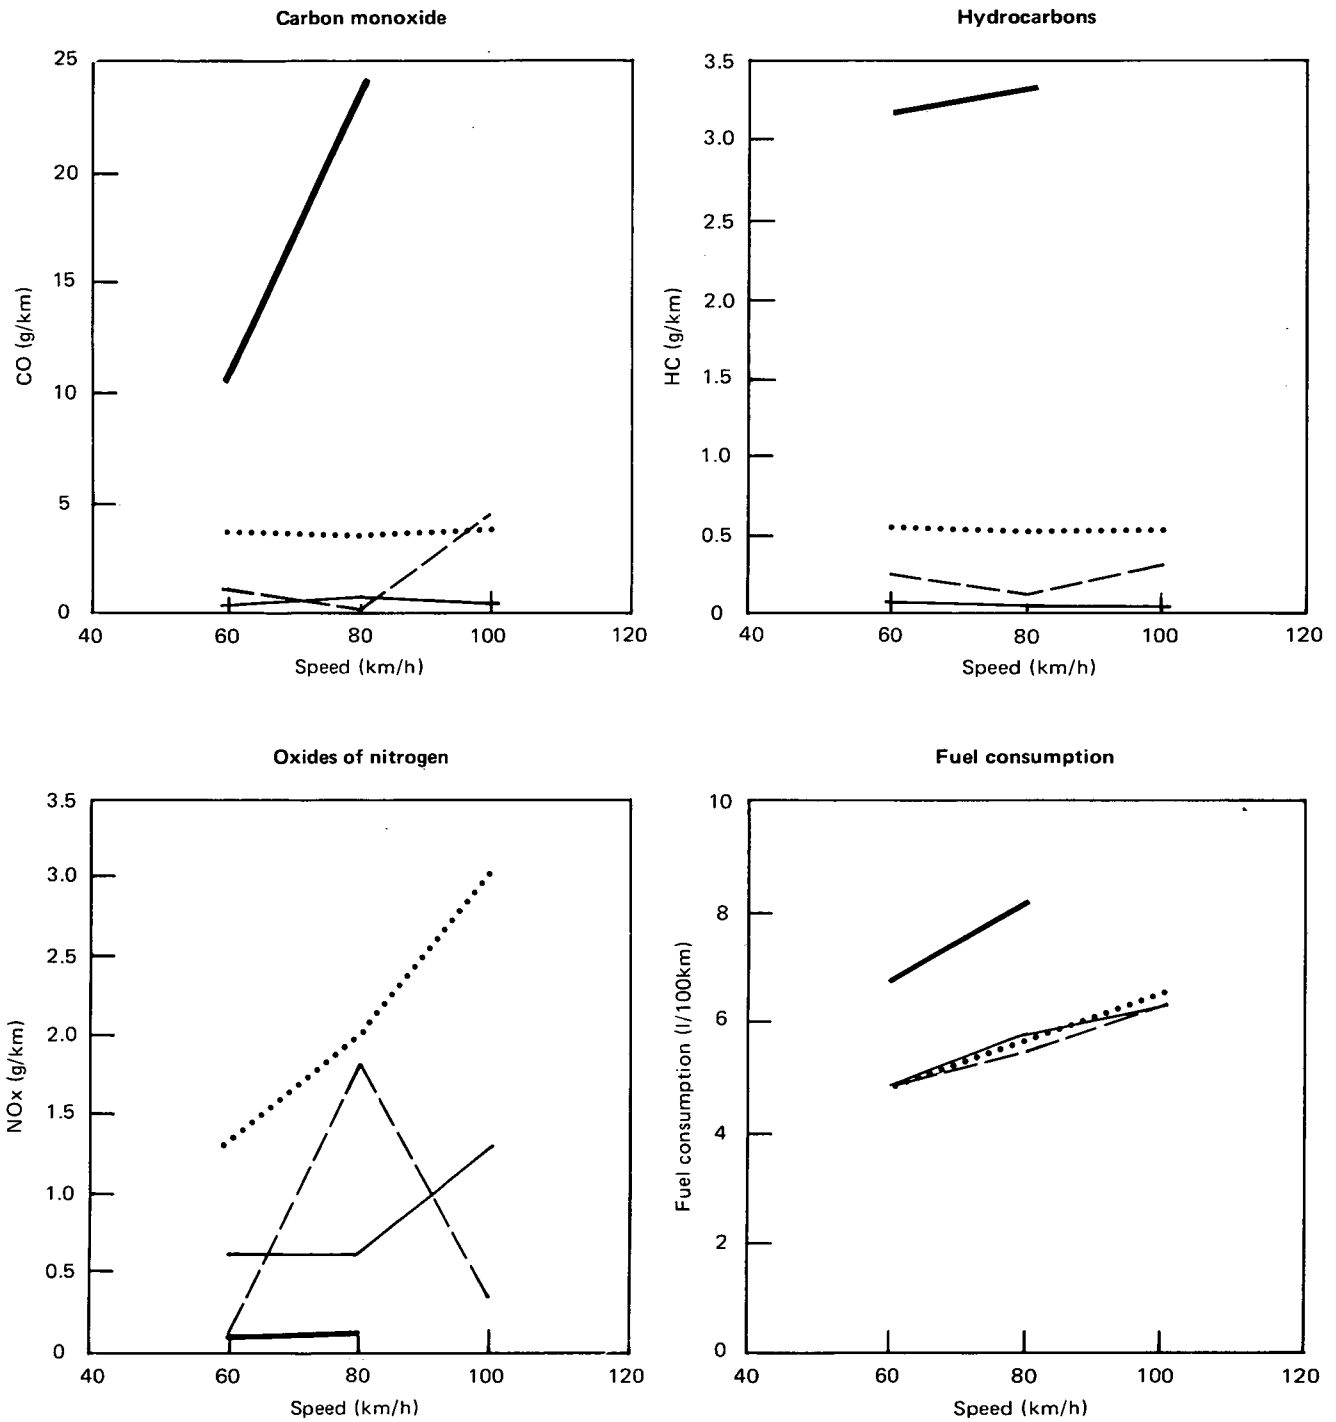 Carbon monoxide
25
20
15
10
5
0
CO (g/km)
40 60 80 100 120
Speed (km/h)
Hydrocarbons
3.5
3.0
2.5
2.0
1.5
1.0
0.5
0
HC (g/km)
40 60 80 100 120
Speed (km/h)
Oxides of nitrogen
3.5
3.0
2.5
2.0
1.5
1.0
0.5
0
NOx (g/km)
40 60 80 100 120
Speed (km/h)
Fuel consumption
10
8
6
4
2
0
Fuel consumption (l/100km)
40 60 80 100 120
Speed (km/h)